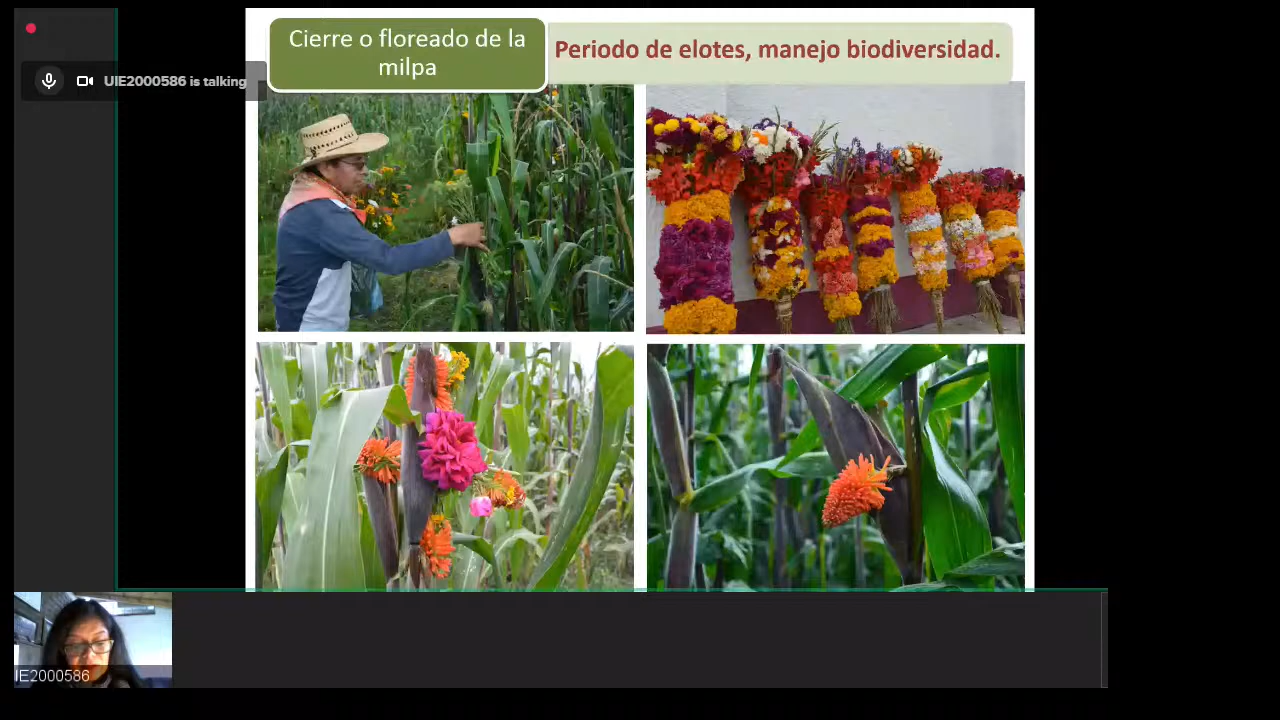 Cierre o floreado de la
milpa
Periodo de elotes, manejo biodiversidad.
UIE2000586 is talking
IE2000586